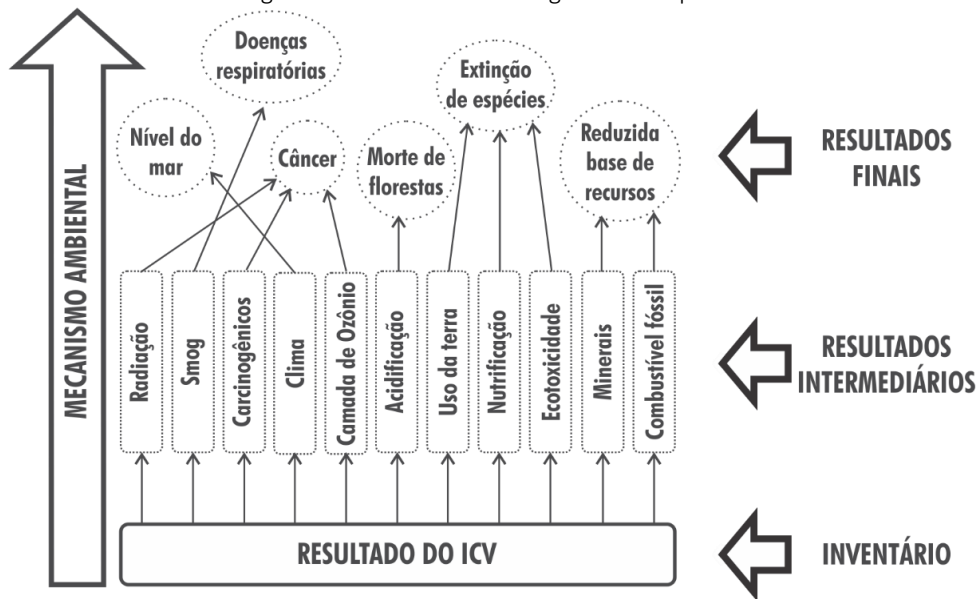 Doenças
respiratórias
Extinção
de espécies
Nível do
mar
Câncer
Morte de
florestas
Reduzida
base de
recursos
RESULTADOS
FINAIS
MECANISMO AMBIENTAL
Radiação
Smog
Carcinogênicos
Clima
Camada de Ozônio
Acidificação
Uso da terra
Nutrificação
Ecotoxicidade
Minerais
Combustível fóssil
RESULTADOS
INTERMEDIÁRIOS
RESULTADO DO ICV
INVENTÁRIO